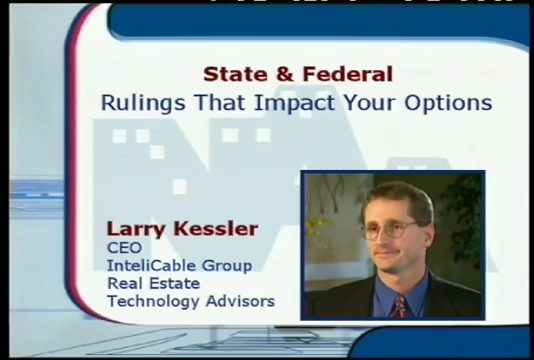 State & Federal
Rulings That Impact Your Options
Larry Kessler
CEO
InteliCable Group
Real Estate
Technology Advisors